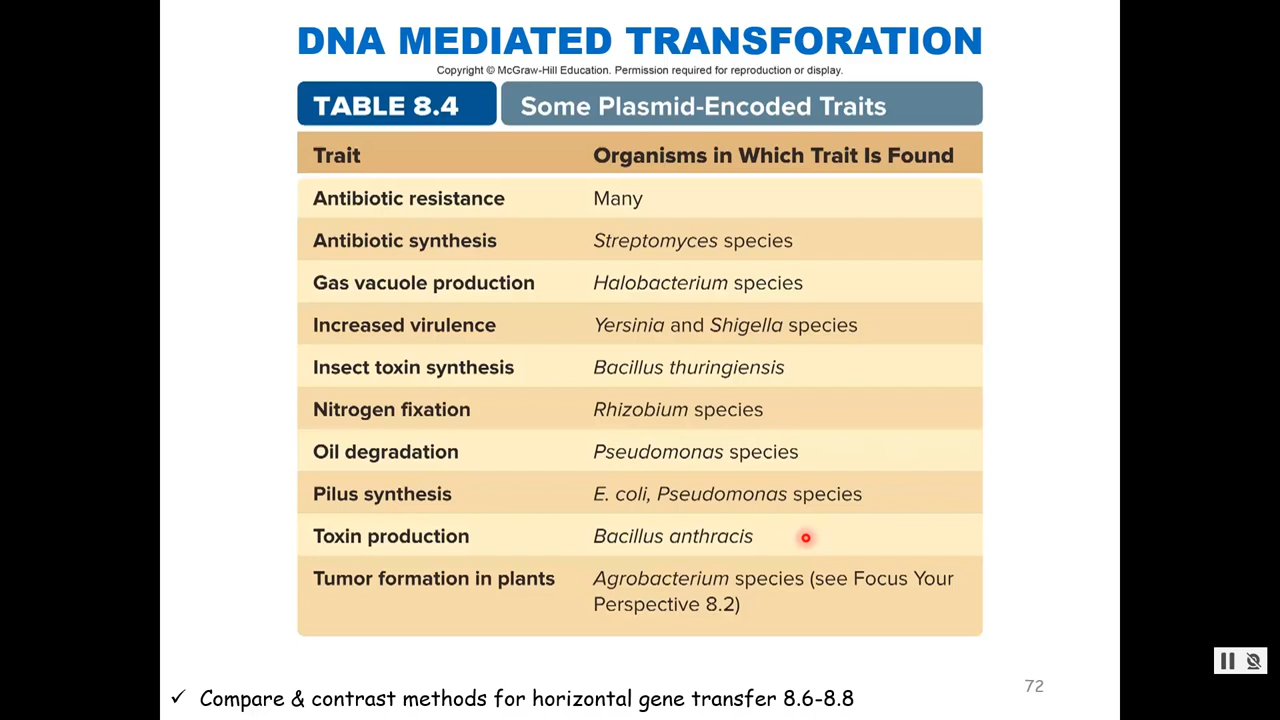 DNA MEDIATED TRANSFORATION
Copyright © McGraw-Hill Education. Permission required for reproduction or display.
TABLE 8.4 Some Plasmid-Encoded Traits
Trait Organisms in Which Trait Is Found
Antibiotic resistance Many
Antibiotic synthesis Streptomyces species
Gas vacuole production Halobacterium species
Increased virulence Yersinia and Shigella species
Insect toxin synthesis Bacillus thuringiensis
Nitrogen fixation Rhizobium species
Oil degradation Pseudomonas species
Pilus synthesis E. coli, Pseudomonas species
Toxin production Bacillus anthracis
Tumor formation in plants Agrobacterium species (see Focus Your
Perspective 8.2)
72
✓ Compare & contrast methods for horizontal gene transfer 8.6-8.8